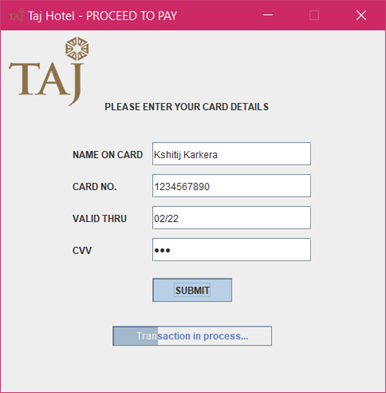 TAJ Taj Hotel - PROCEED TO PAY
TAJ
PLEASE ENTER YOUR CARD DETAILS
NAME ON CARD Kshitij Karkera
CARD NO. 1234567890
VALID THRU 02/22
CVV •••
SUBMIT
Transaction in process...